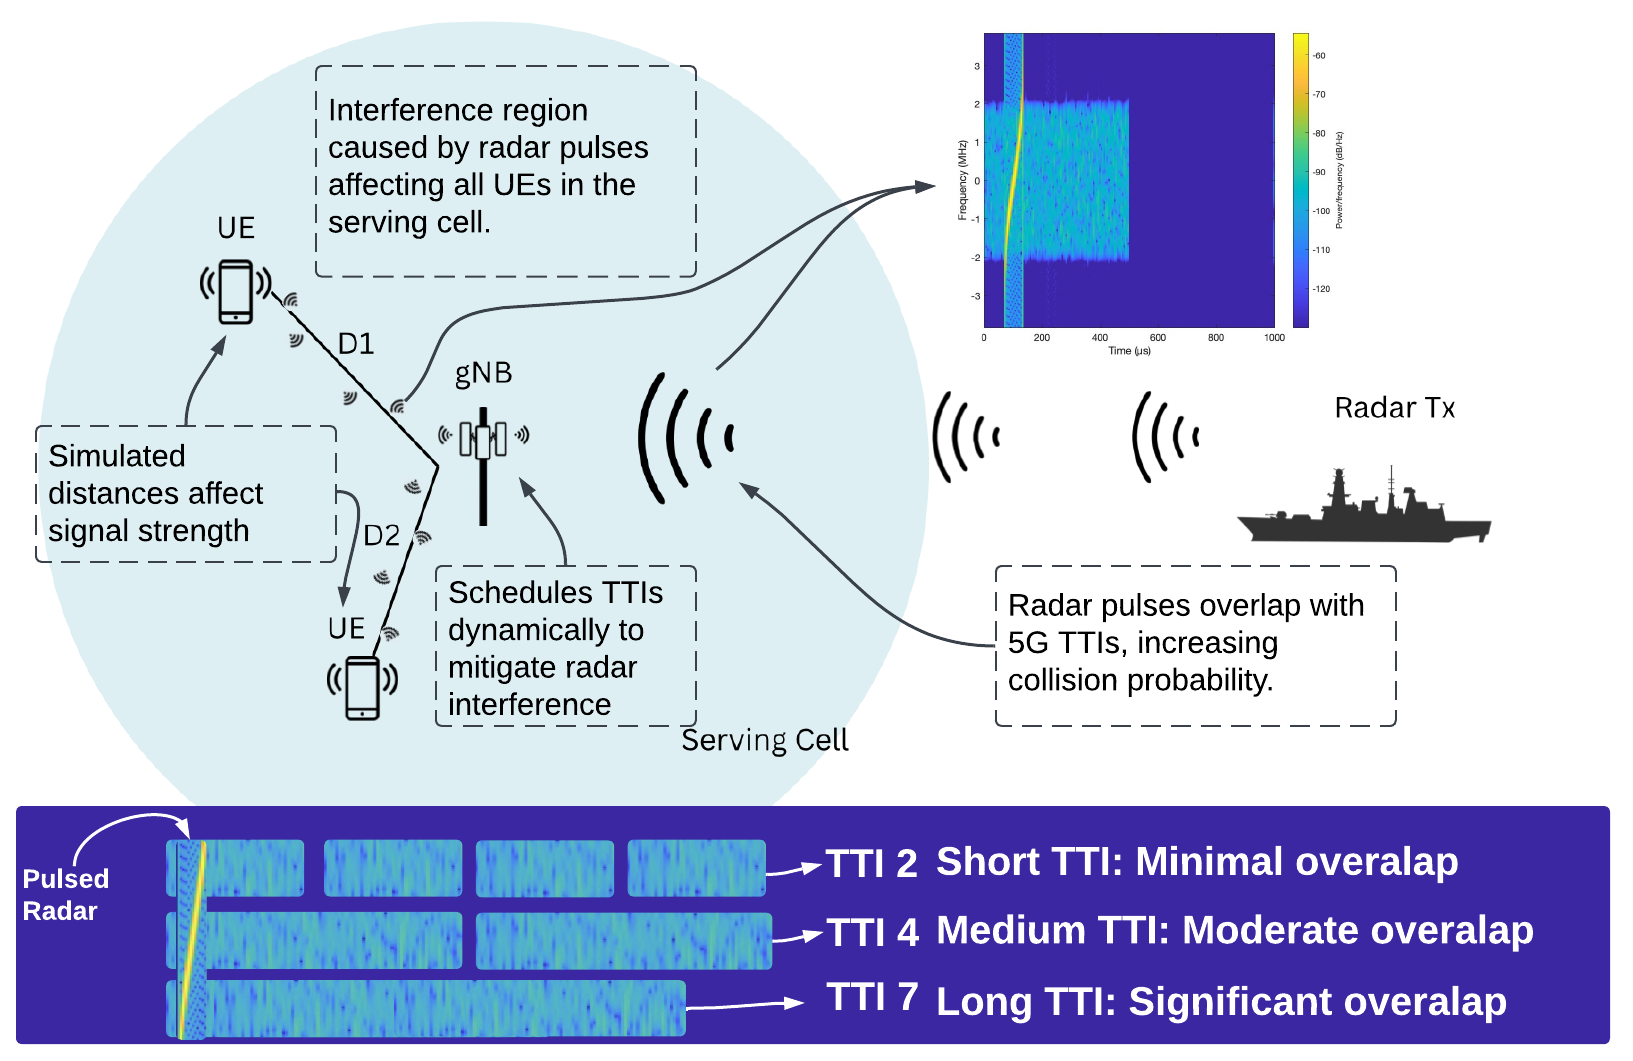 Interference region
caused by radar pulses
affecting all UEs in the
serving cell.
UE
D1
gNB
Simulated
distances affect
signal strength
D2
UE
Schedules TTIs
dynamically to
mitigate radar
interference
Serving Cell
3
2
1
0
-1
-2
-3
Frequency (MHz)
0
200
400
600
800
1000
Time (μs)
-60
-70
-80
-90
-100
-110
-120
Power/frequency (dB/Hz)
Radar Tx
Radar pulses overlap with
5G TTIs, increasing
collision probability.
Pulsed
Radar
TTI 2 Short TTI: Minimal overalap
TTI 4 Medium TTI: Moderate overalap
TTI 7 Long TTI: Significant overalap